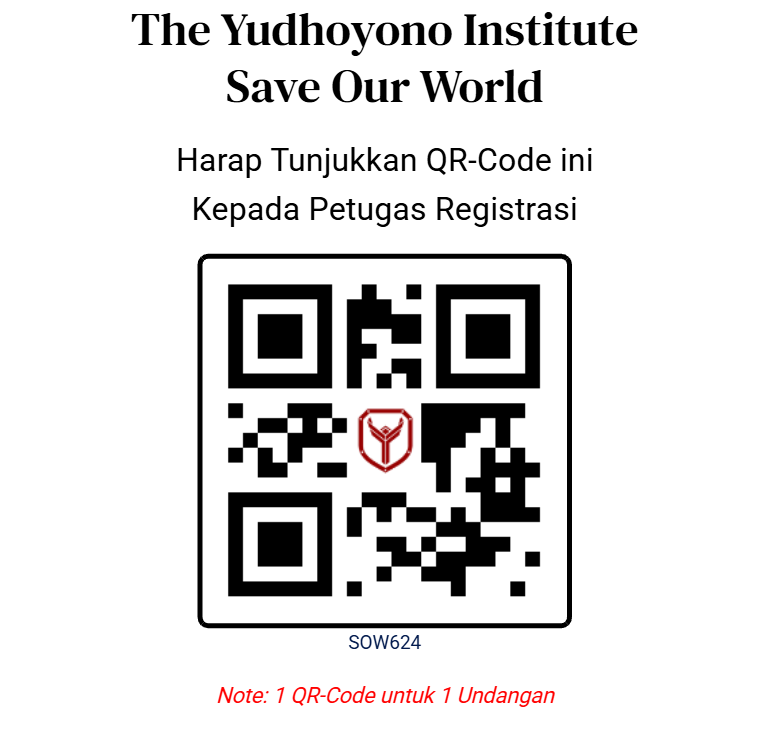 The Yudhoyono Institute
Save Our World
Harap Tunjukkan QR-Code ini
Kepada Petugas Registrasi
SOW624
Note: 1 QR-Code untuk 1 Undangan